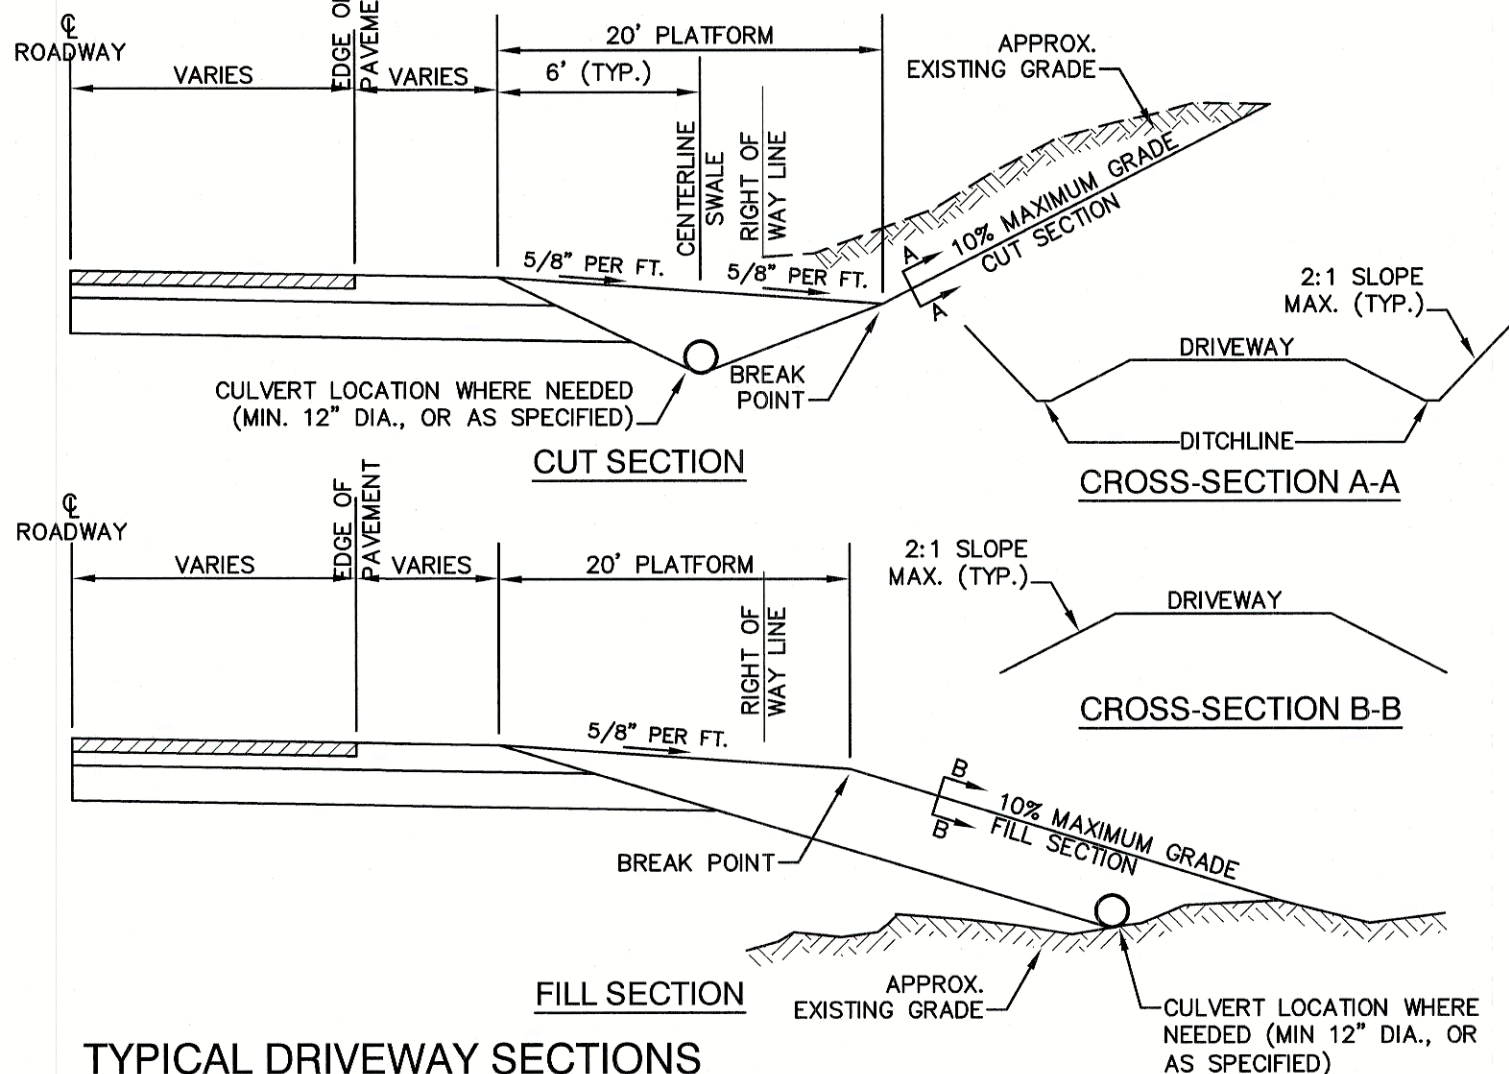 ℄
ROADWAY
VARIES
EDGE OF
PAVEMENT
VARIES
20' PLATFORM
6' (TYP.)
CENTERLINE
SWALE
RIGHT OF
WAY LINE
APPROX.
EXISTING GRADE
5/8" PER FT.
5/8" PER FT.
A
A
10% MAXIMUM GRADE
CUT SECTION
2:1 SLOPE
MAX. (TYP.)
DRIVEWAY
BREAK
POINT
CULVERT LOCATION WHERE NEEDED
(MIN. 12" DIA., OR AS SPECIFIED)
DITCHLINE
CUT SECTION
CROSS-SECTION A-A
℄
ROADWAY
VARIES
EDGE OF
PAVEMENT
VARIES
20' PLATFORM
RIGHT OF
WAY LINE
2:1 SLOPE
MAX. (TYP.)
DRIVEWAY
CROSS-SECTION B-B
5/8" PER FT.
B
B
10% MAXIMUM GRADE
FILL SECTION
BREAK POINT
FILL SECTION
APPROX.
EXISTING GRADE
CULVERT LOCATION WHERE
NEEDED (MIN 12" DIA., OR
AS SPECIFIED)
TYPICAL DRIVEWAY SECTIONS